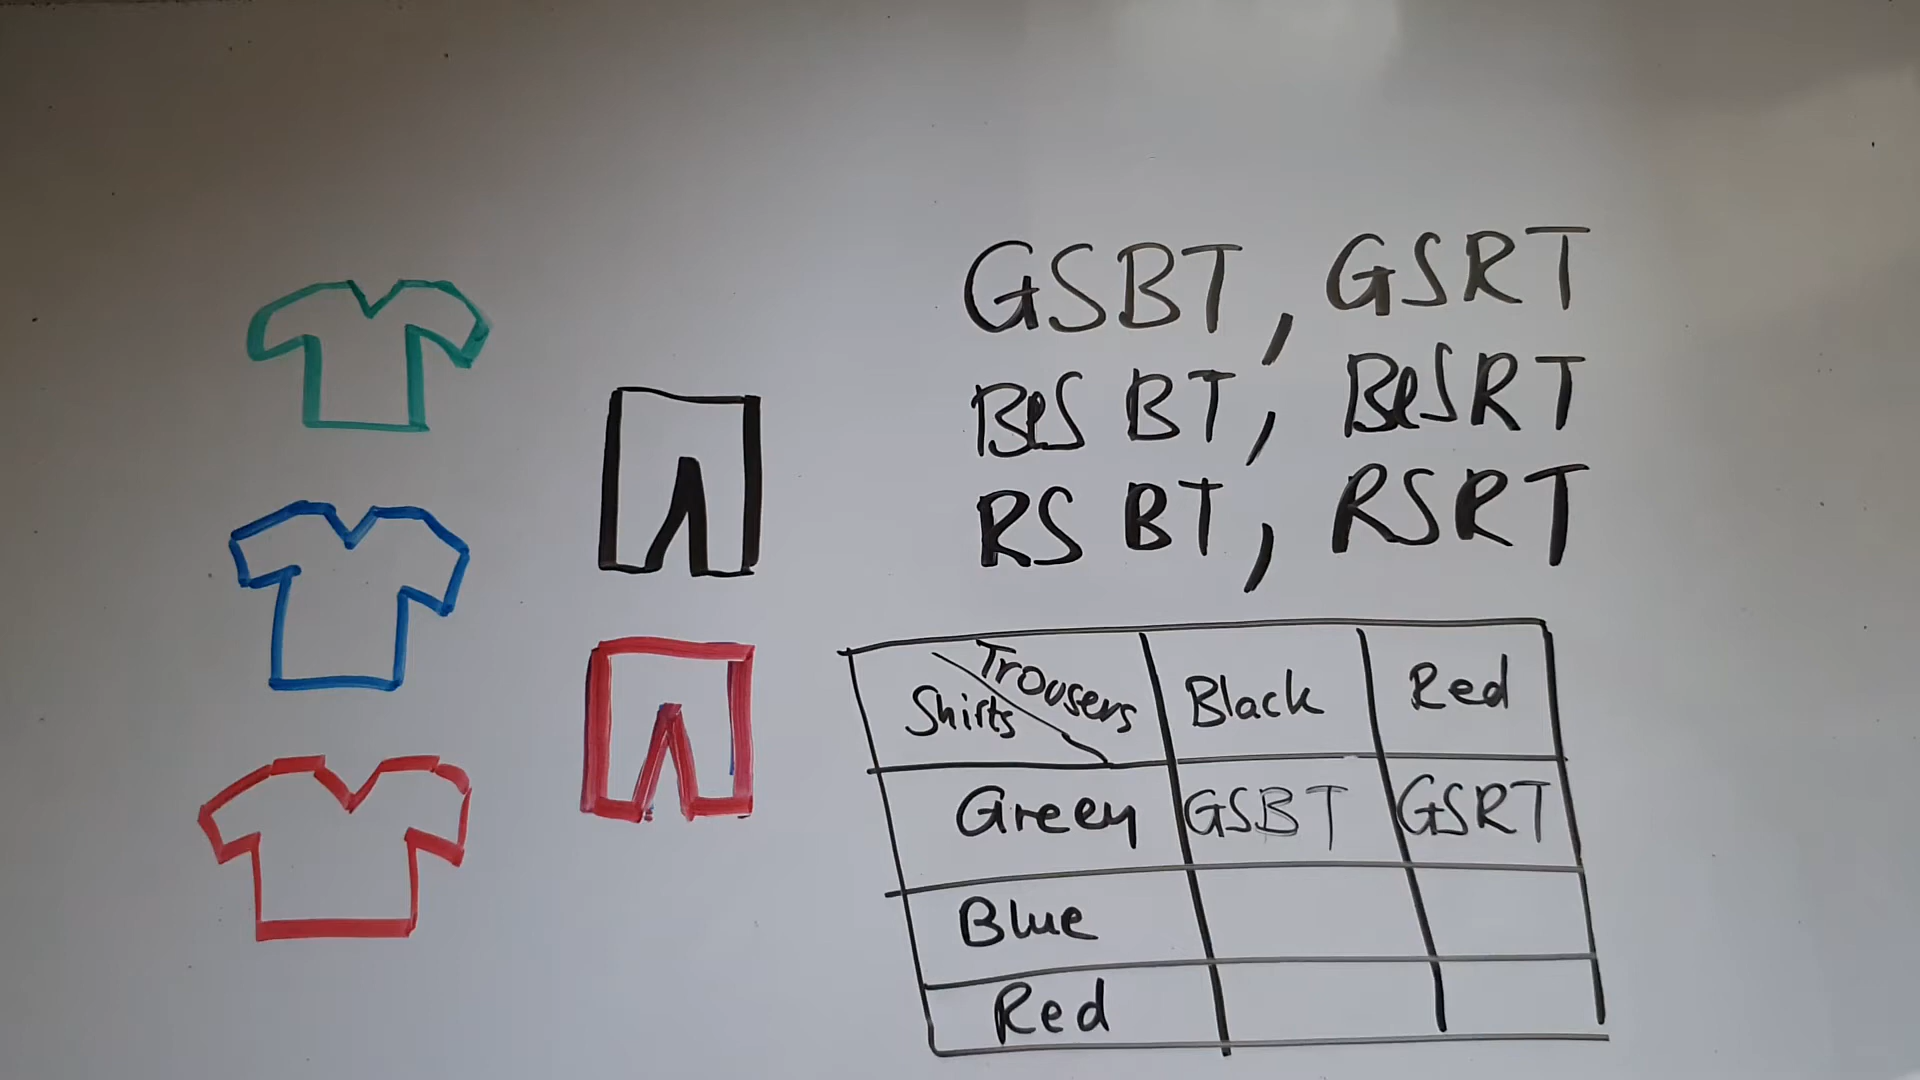 GSBT, GSRT
BlS BT, BlSRT
RS BT, RSRT
Trousers
Shirts
Black
Red
Green
GSBT
GSRT
Blue
Red